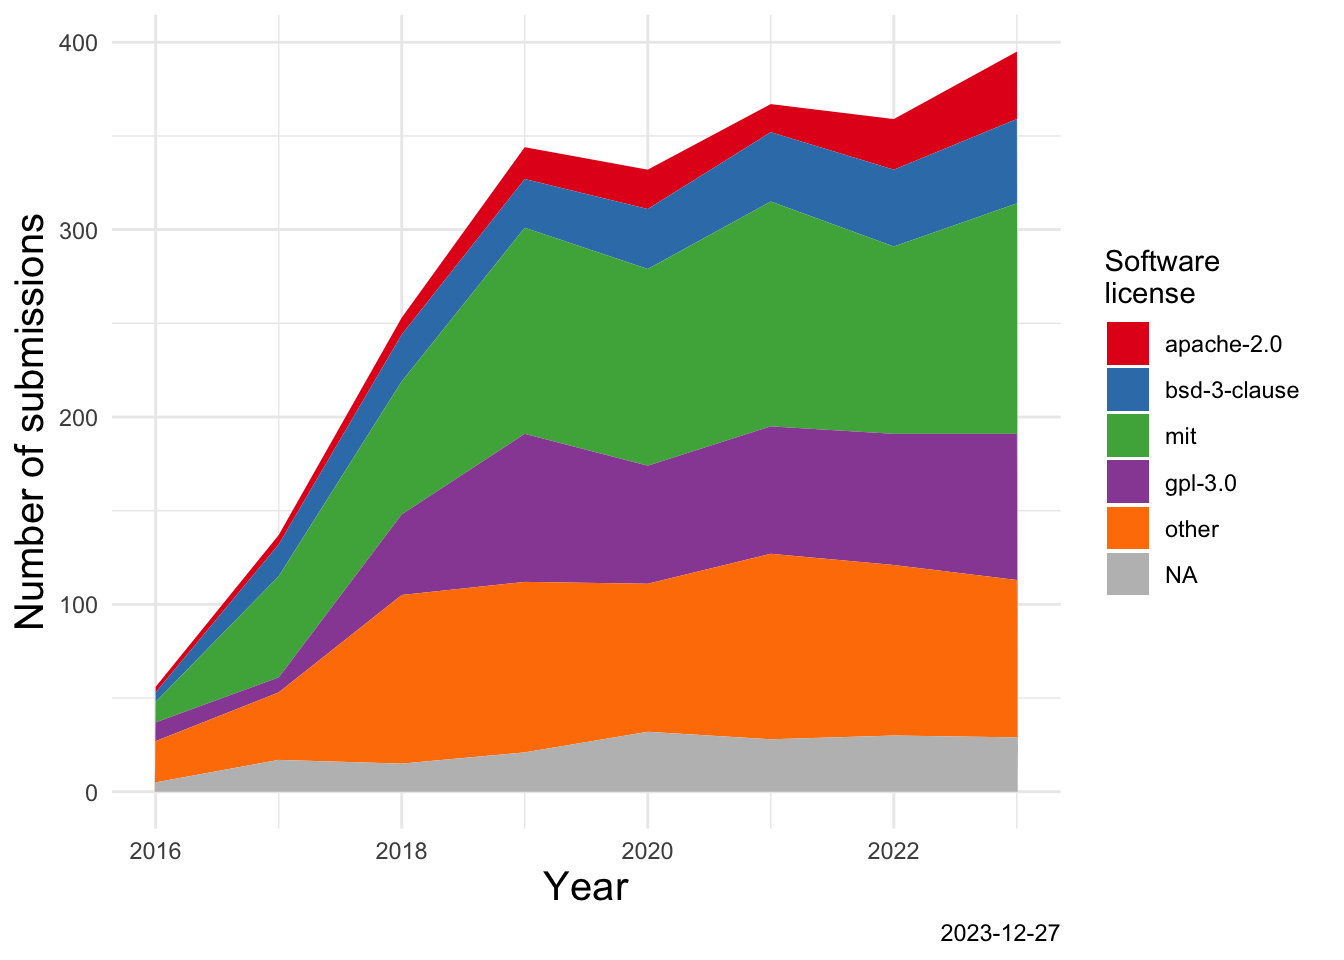 400
300
200
100
0
Number of submissions
2016
2018
2020
2022
Year
2023-12-27
Software
license
apache-2.0
bsd-3-clause
mit
gpl-3.0
other
NA